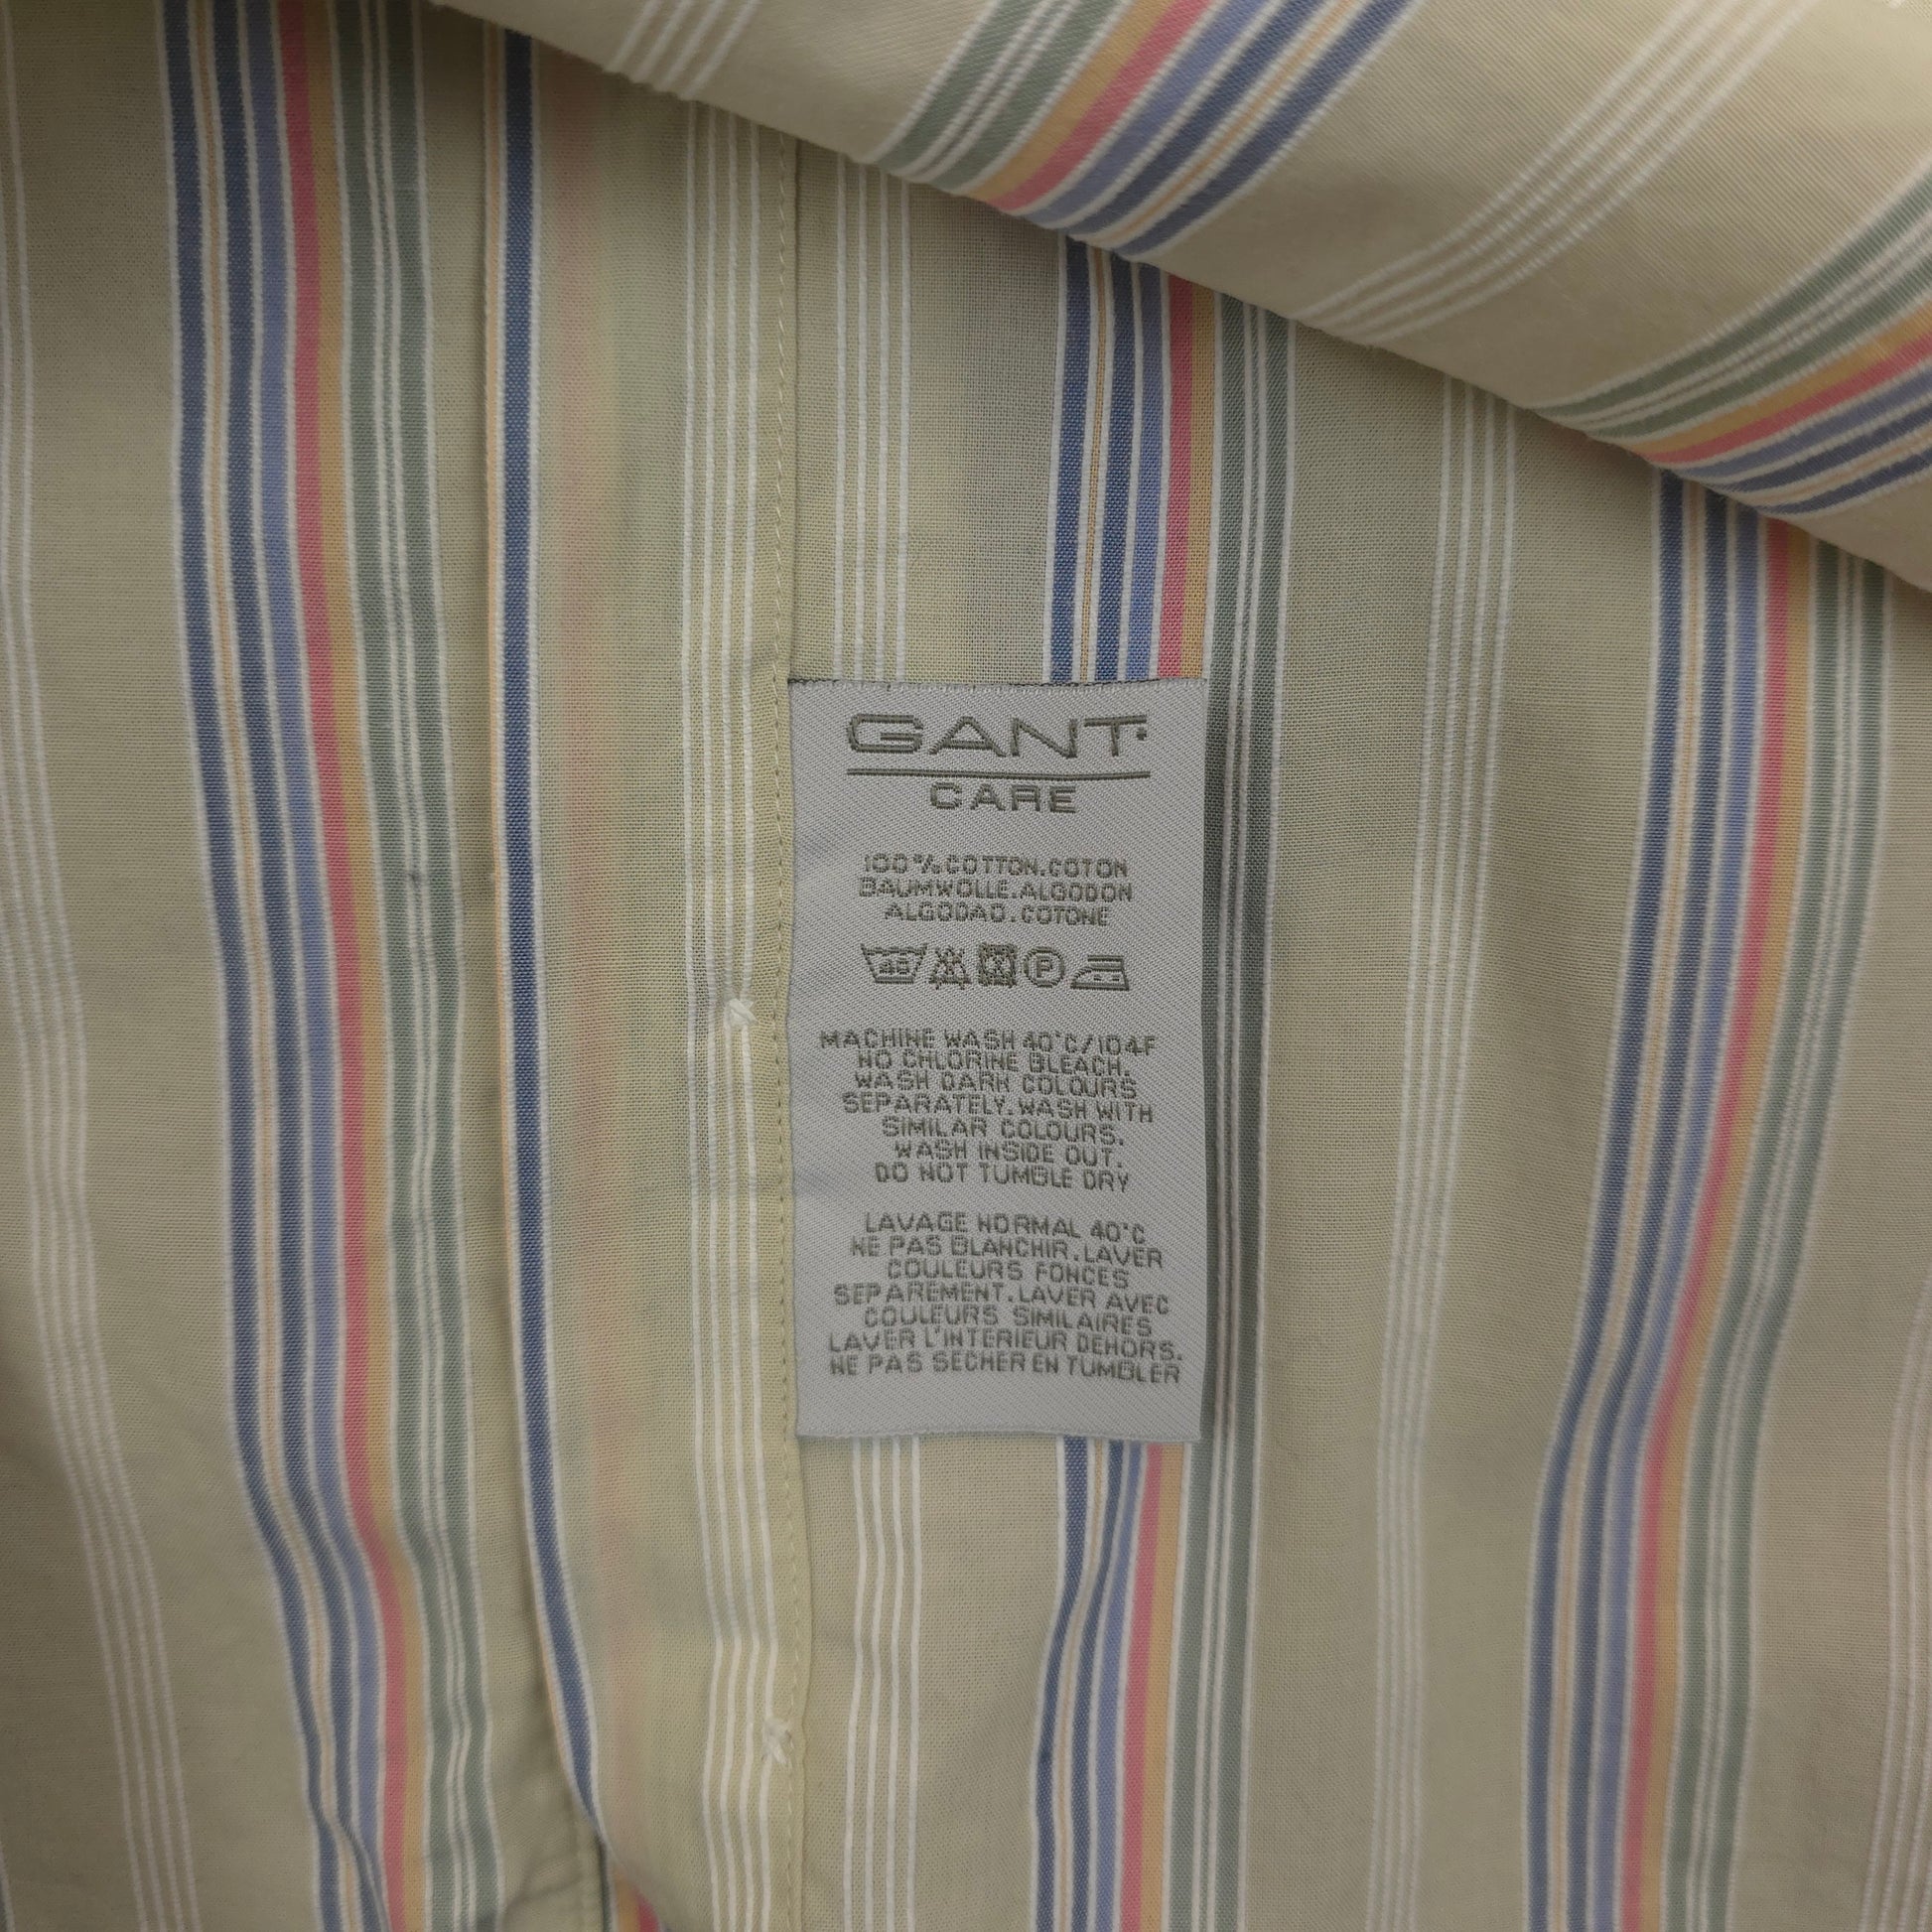 GANT
CARE
100%COTTON.COTON
BAUMWOLLE.ALGODON
ALGODAO.COTONE
40 P
MACHINE WASH 40°C/104F
NO CHLORINE BLEACH.
WASH DARK COLOURS
SEPARATELY.WASH WITH
SIMILAR COLOURS.
WASH INSIDE OUT.
DO NOT TUMBLE DRY
LAVAGE NORMAL 40°C
NE PAS BLANCHIR.LAVER
COULEURS FONCES
SEPAREMENT.LAVER AVEC
COULEURS SIMILAIRES
LAVER L'INTERIEUR DEHORS.
NE PAS SECHER EN TUMBLER